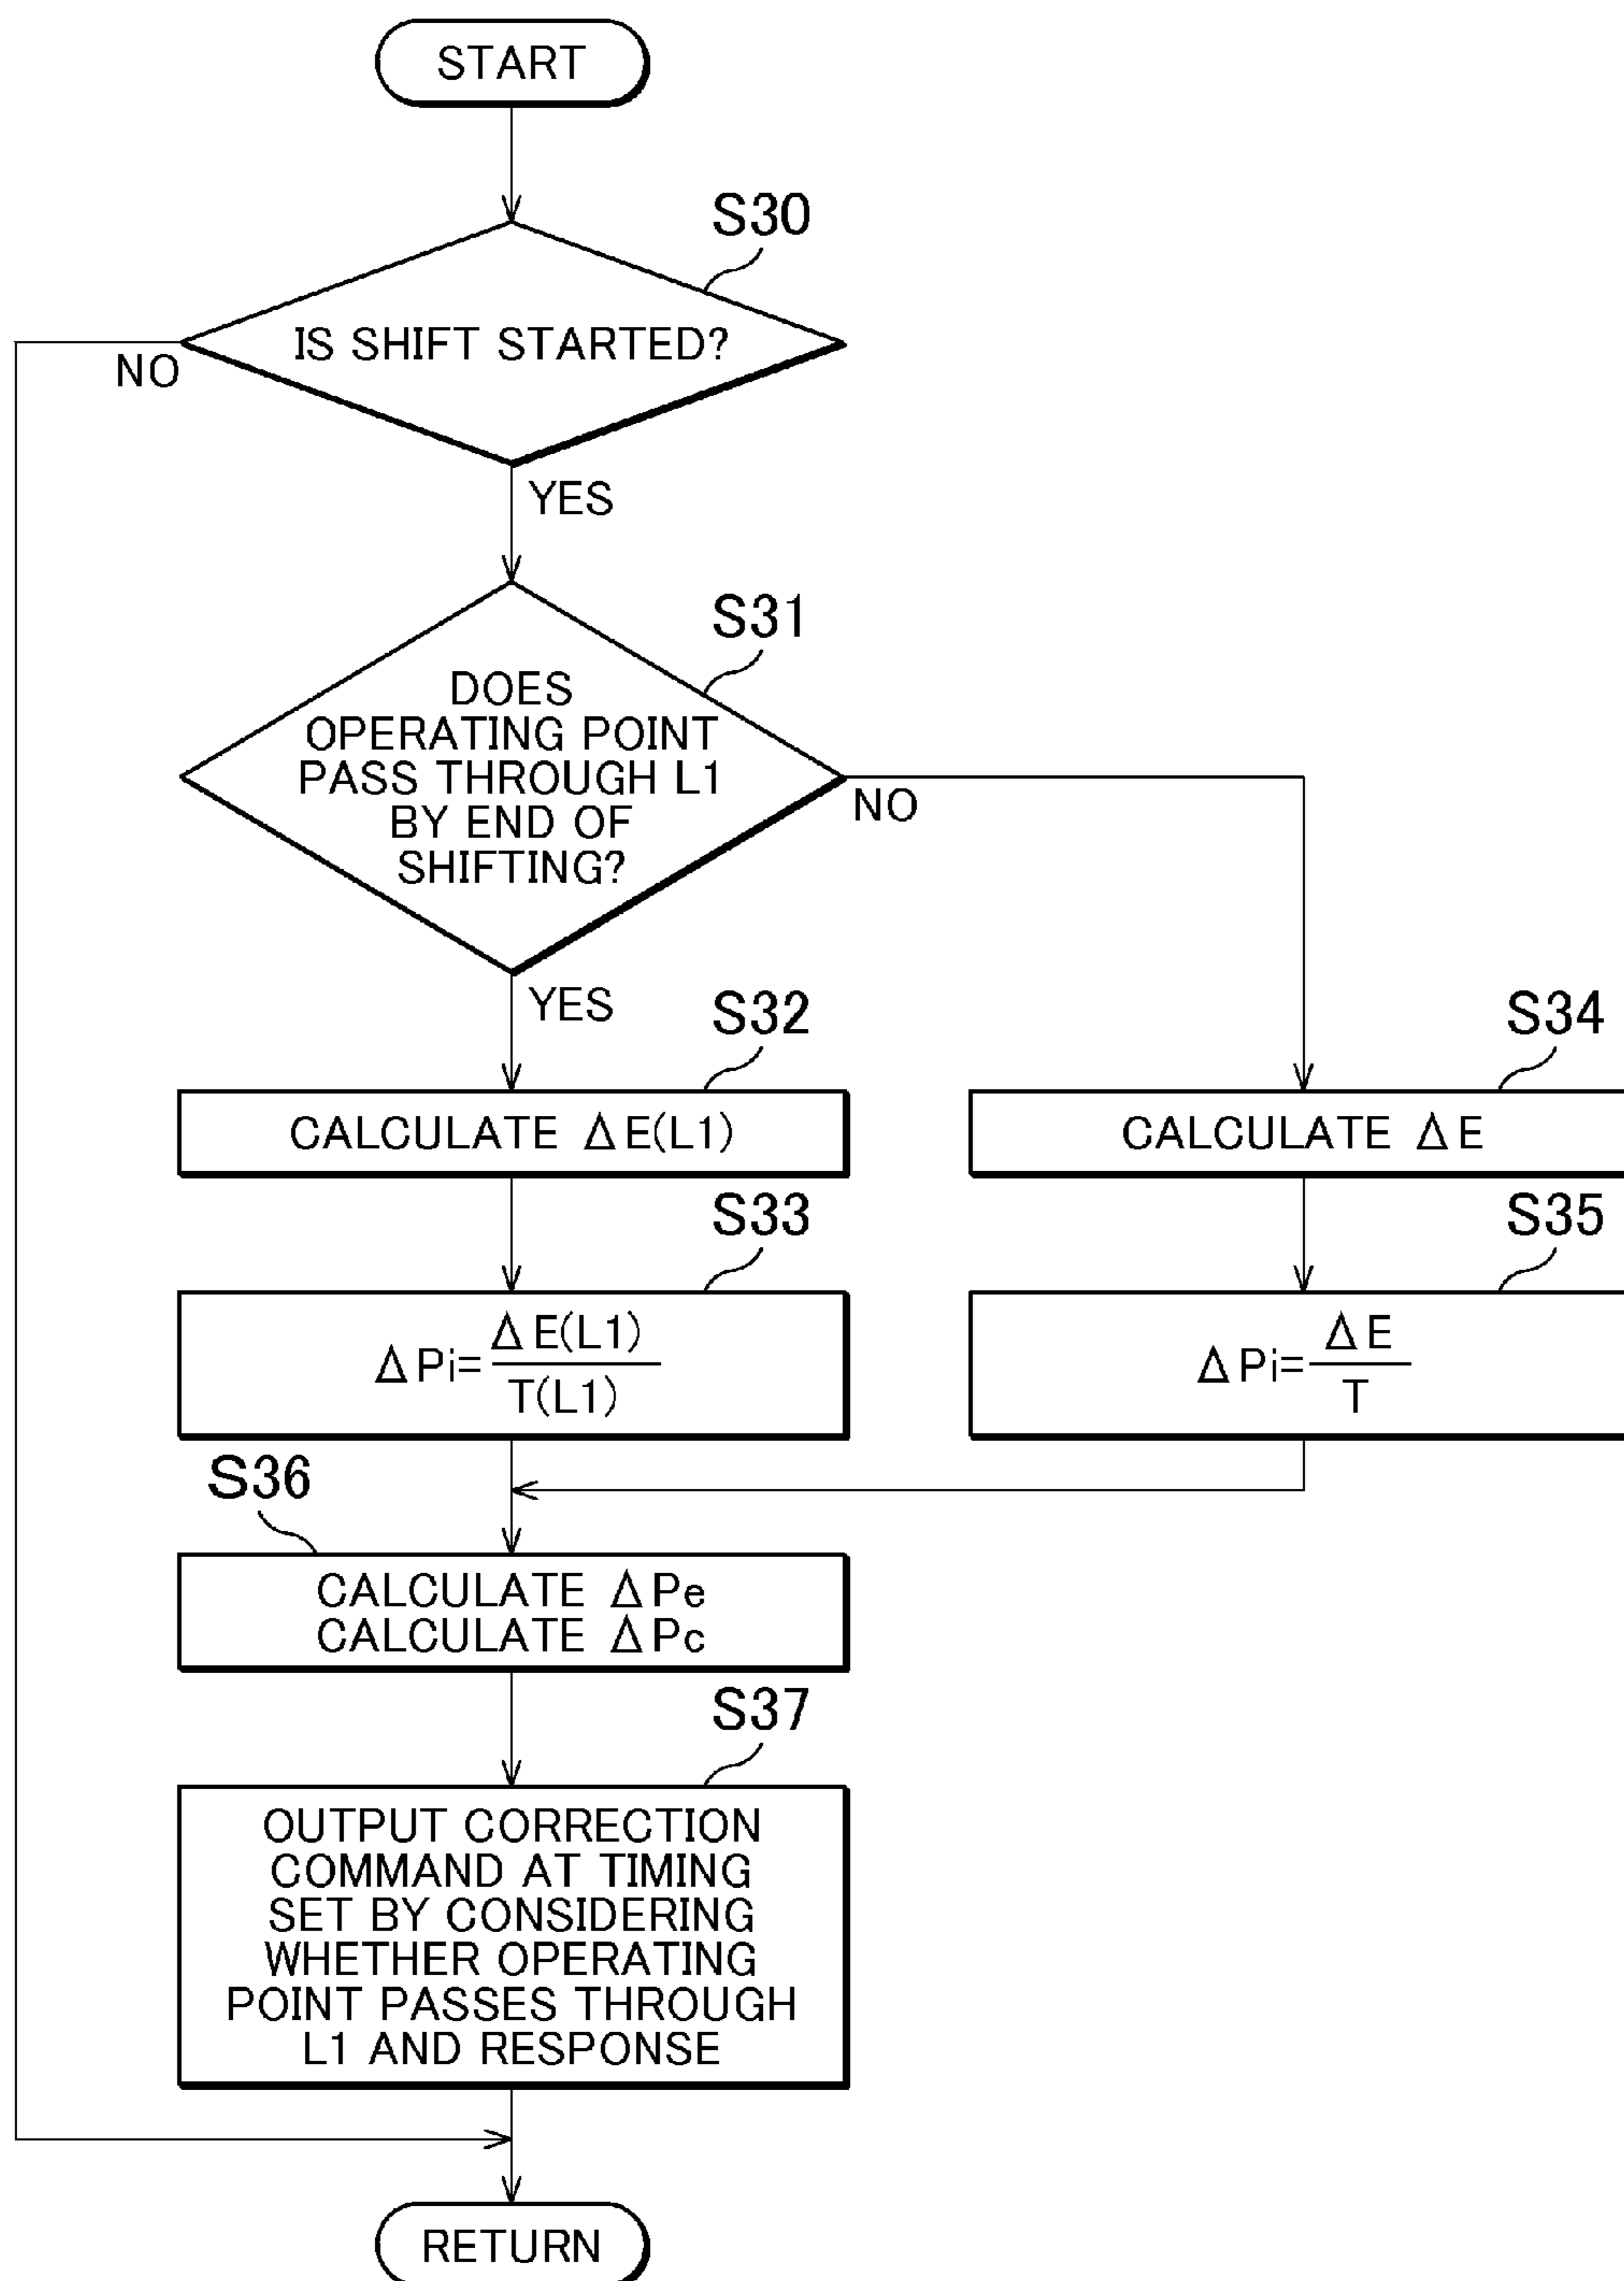 START
S30
IS SHIFT STARTED?
NO
YES
S31
DOES
OPERATING POINT
PASS THROUGH L1
BY END OF
SHIFTING?
NO
YES
S32
CALCULATE ΔE(L1)
S34
CALCULATE ΔE
S33
ΔPi=ΔE(L1)/T(L1)
S35
ΔPi=ΔE/T
S36
CALCULATE ΔPe
CALCULATE ΔPc
S37
OUTPUT CORRECTION
COMMAND AT TIMING
SET BY CONSIDERING
WHETHER OPERATING
POINT PASSES THROUGH
L1 AND RESPONSE
RETURN